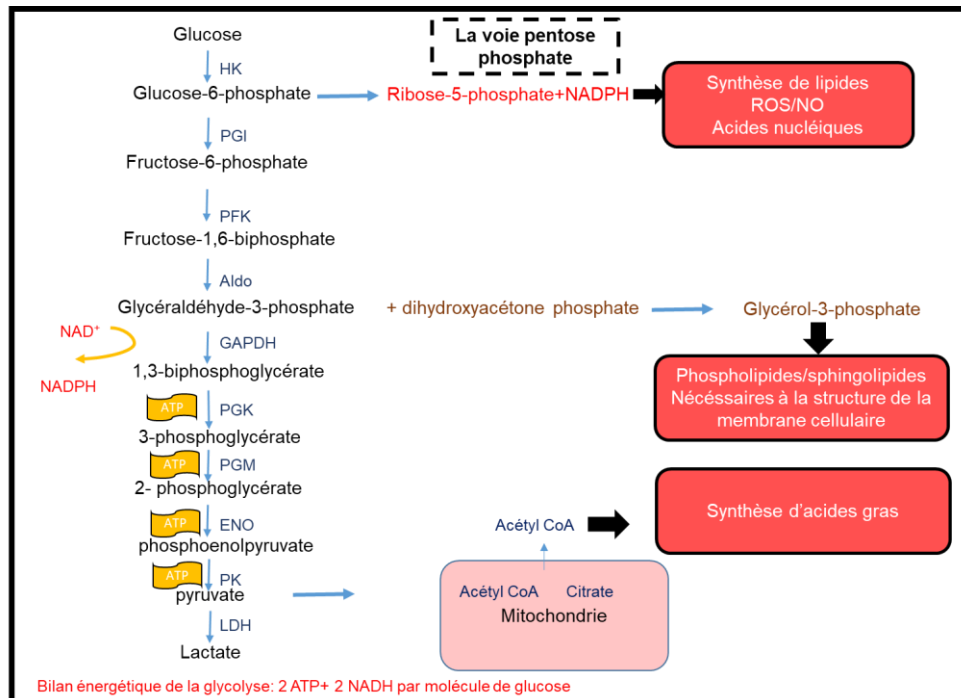 Glucose
La voie pentose
phosphate
HK
Glucose-6-phosphate
Ribose-5-phosphate+NADPH
Synthèse de lipides
ROS/NO
Acides nucléiques
PGI
Fructose-6-phosphate
PFK
Fructose-1,6-biphosphate
Aldo
Glycéraldéhyde-3-phosphate
+ dihydroxyacétone phosphate
Glycérol-3-phosphate
NAD⁺
GAPDH
NADPH
1,3-biphosphoglycérate
Phospholipides/sphingolipides
Nécéssaires à la structure de la
membrane cellulaire
ATP
PGK
3-phosphoglycérate
ATP
PGM
2- phosphoglycérate
ATP
ENO
phosphoenolpyruvate
Acétyl CoA
Synthèse d'acides gras
ATP
PK
pyruvate
Acétyl CoA
Citrate
Mitochondrie
LDH
Lactate
Bilan énergétique de la glycolyse: 2 ATP+ 2 NADH par molécule de glucose